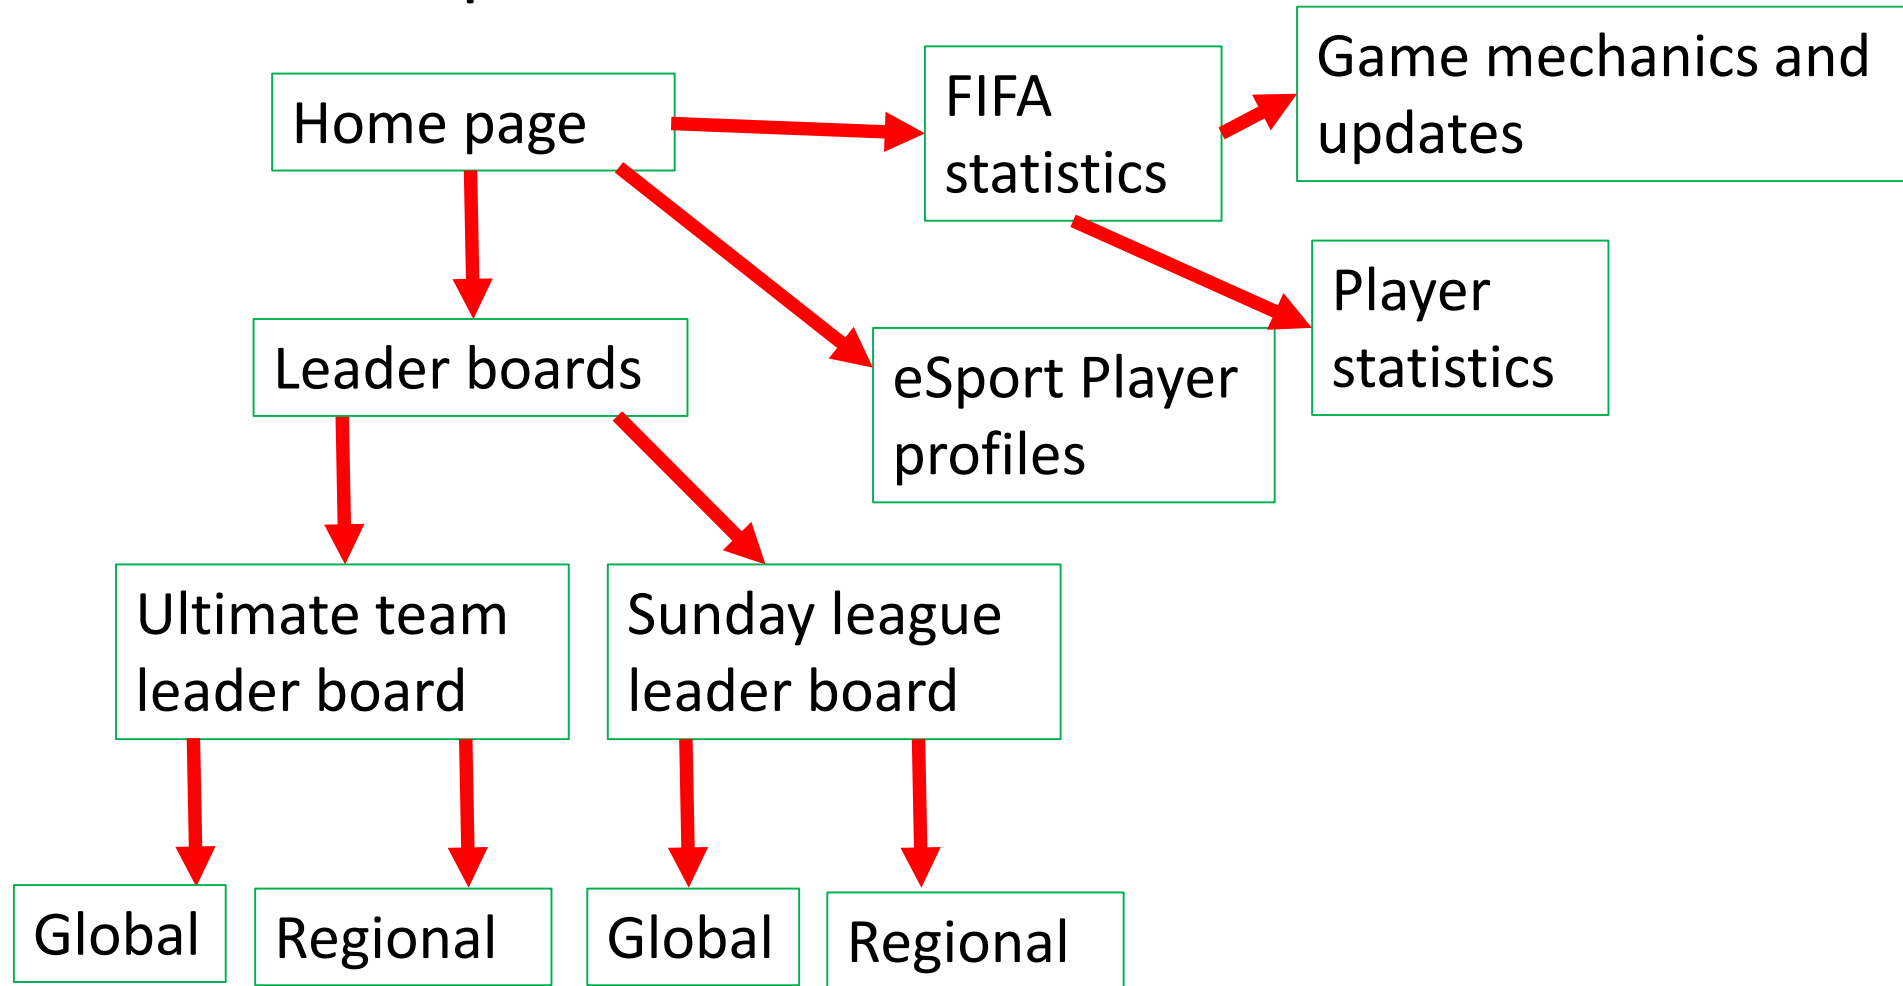 Home page
FIFA
statistics
Game mechanics and
updates
Player
statistics
Leader boards
eSport Player
profiles
Ultimate team
leader board
Sunday league
leader board
Global
Regional
Global
Regional